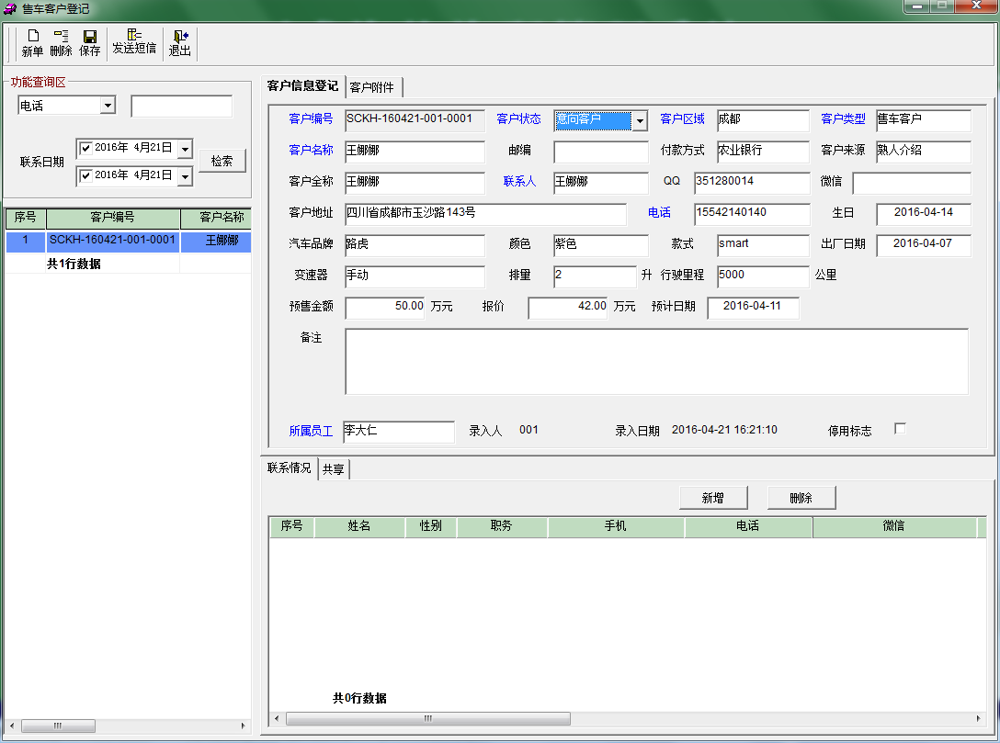 售车客户登记
新单 删除 保存 发送短信 退出
功能查询区
电话
联系日期
2016年 4月21日
2016年 4月21日
检索
序号 客户编号 客户名称
1 SCKH-160421-001-0001 王娜娜
共1行数据
客户信息登记 客户附件
客户编号 SCKH-160421-001-0001 客户状态 意向客户 客户区域 成都 客户类型 售车客户
客户名称 王娜娜 邮编 付款方式 农业银行 客户来源 熟人介绍
客户全称 王娜娜 联系人 王娜娜 QQ 351280014 微信
客户地址 四川省成都市玉沙路143号 电话 15542140140 生日 2016-04-14
汽车品牌 路虎 颜色 紫色 款式 smart 出厂日期 2016-04-07
变速器 手动 排量 2 升 行驶里程 5000 公里
预售金额 50.00 万元 报价 42.00 万元 预计日期 2016-04-11
备注
所属员工 李大仁 录入人 001 录入日期 2016-04-21 16:21:10 停用标志
联系情况 共享
新增 删除
序号 姓名 性别 职务 手机 电话 微信
共0行数据